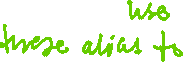 use
these alias to